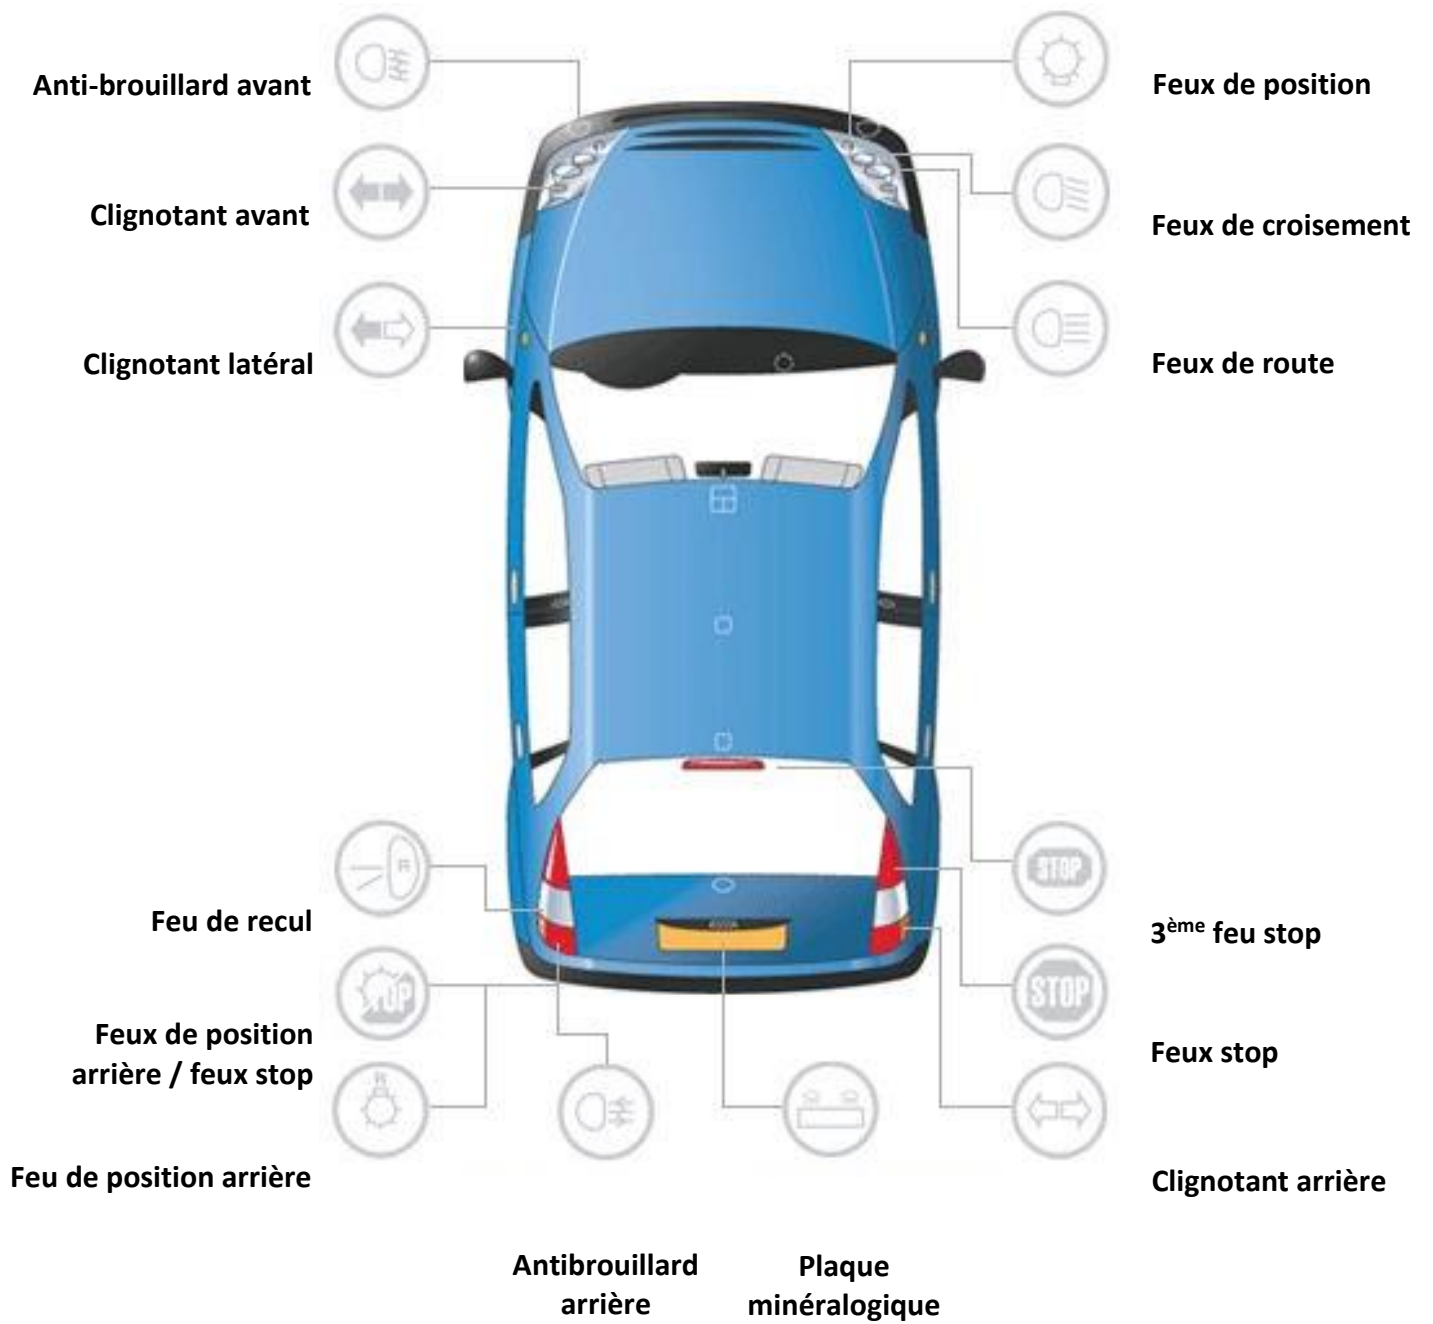 Anti-brouillard avant
Feux de position
Clignotant avant
Feux de croisement
Clignotant latéral
Feux de route
STOP
Feu de recul
3ème feu stop
STOP
Feux de position
arrière / feux stop
Feux stop
Feu de position arrière
Clignotant arrière
Antibrouillard
arrière
Plaque
minéralogique